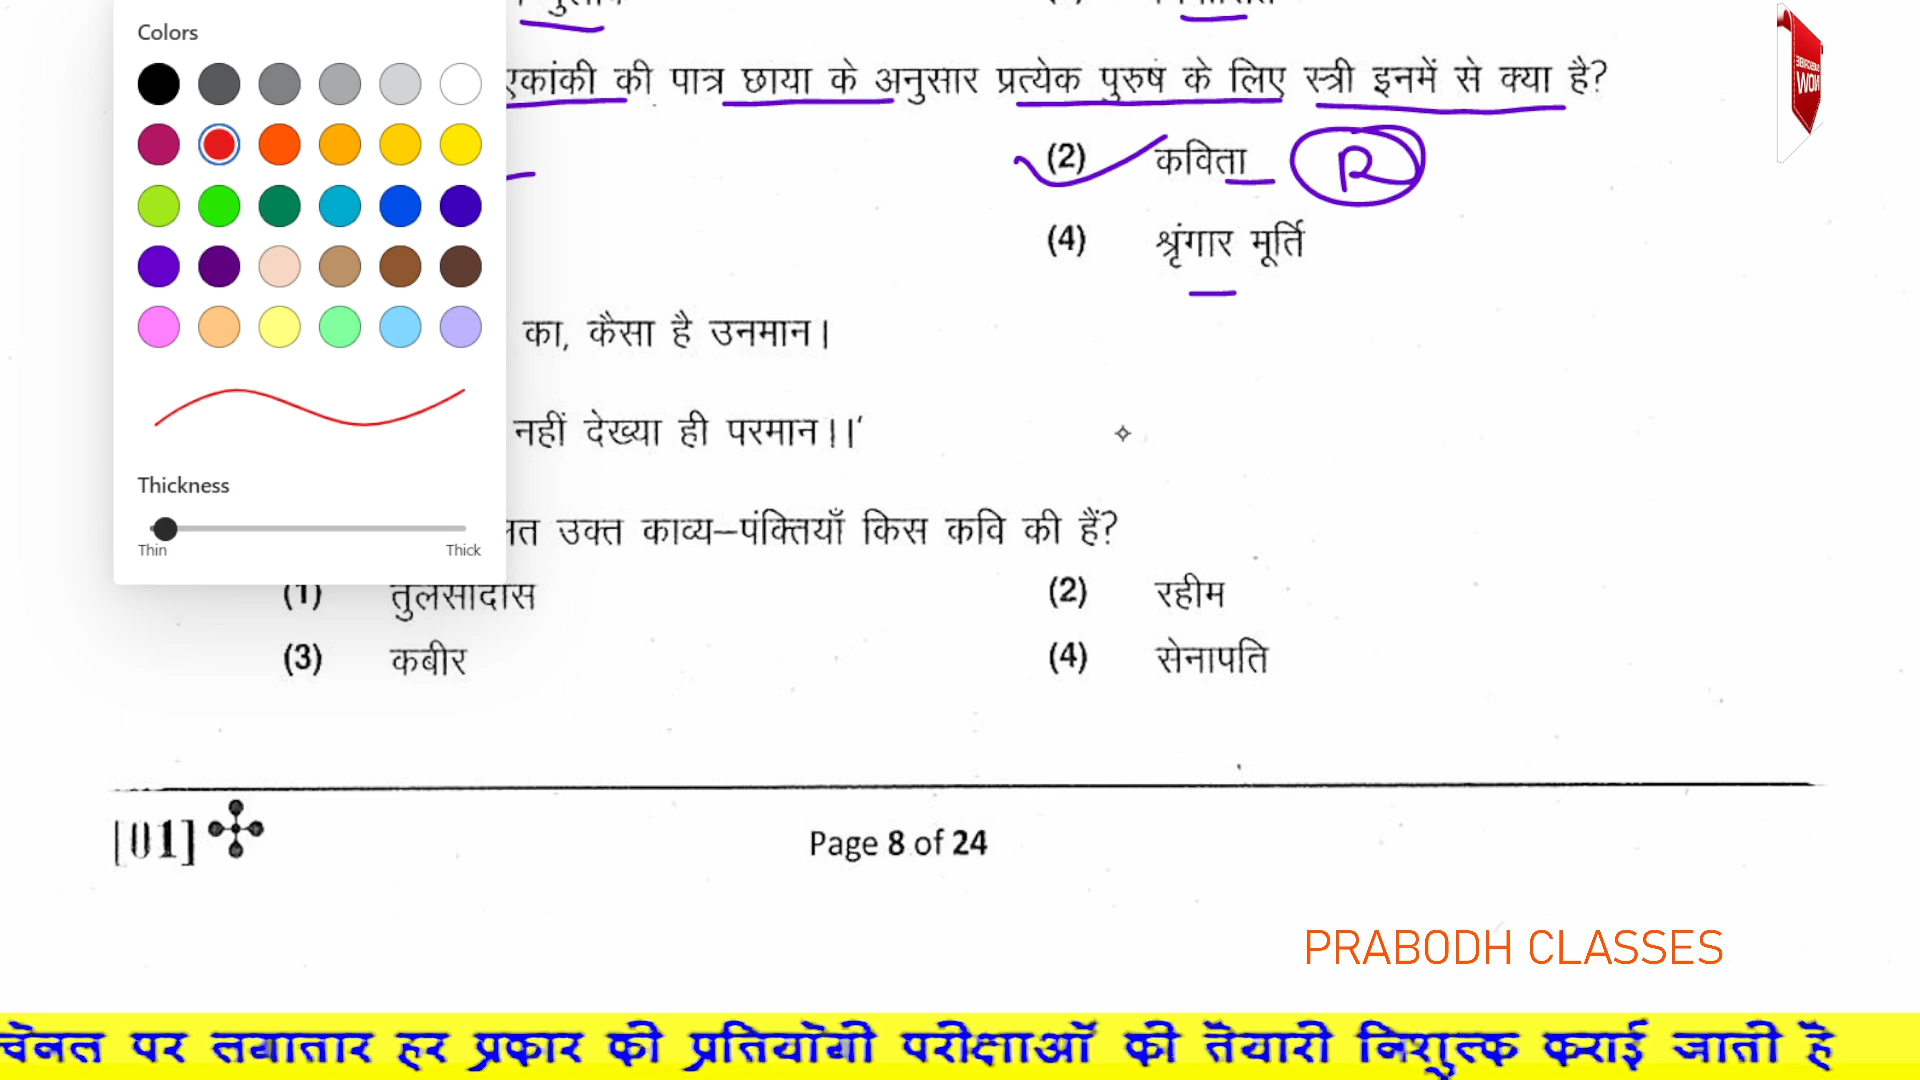 Colors
एकांकी की पात्र छाया के अनुसार प्रत्येक पुरुष के लिए स्त्री इनमें से क्या है?
(2) कविता R
(4) श्रृंगार मूर्ति
का, कैसा है उनमान।
नहीं देख्या ही परमान।।'
Thickness
Thin Thick
उक्त काव्य–पंक्तियाँ किस कवि की हैं?
(1) तुलसीदास (2) रहीम
(3) कबीर (4) सेनापति
[01] Page 8 of 24
PRABODH CLASSES
चैनल पर लगातार हर प्रकार की प्रतियोगी परीक्षाओं की तैयारी निशुल्क कराई जाती है